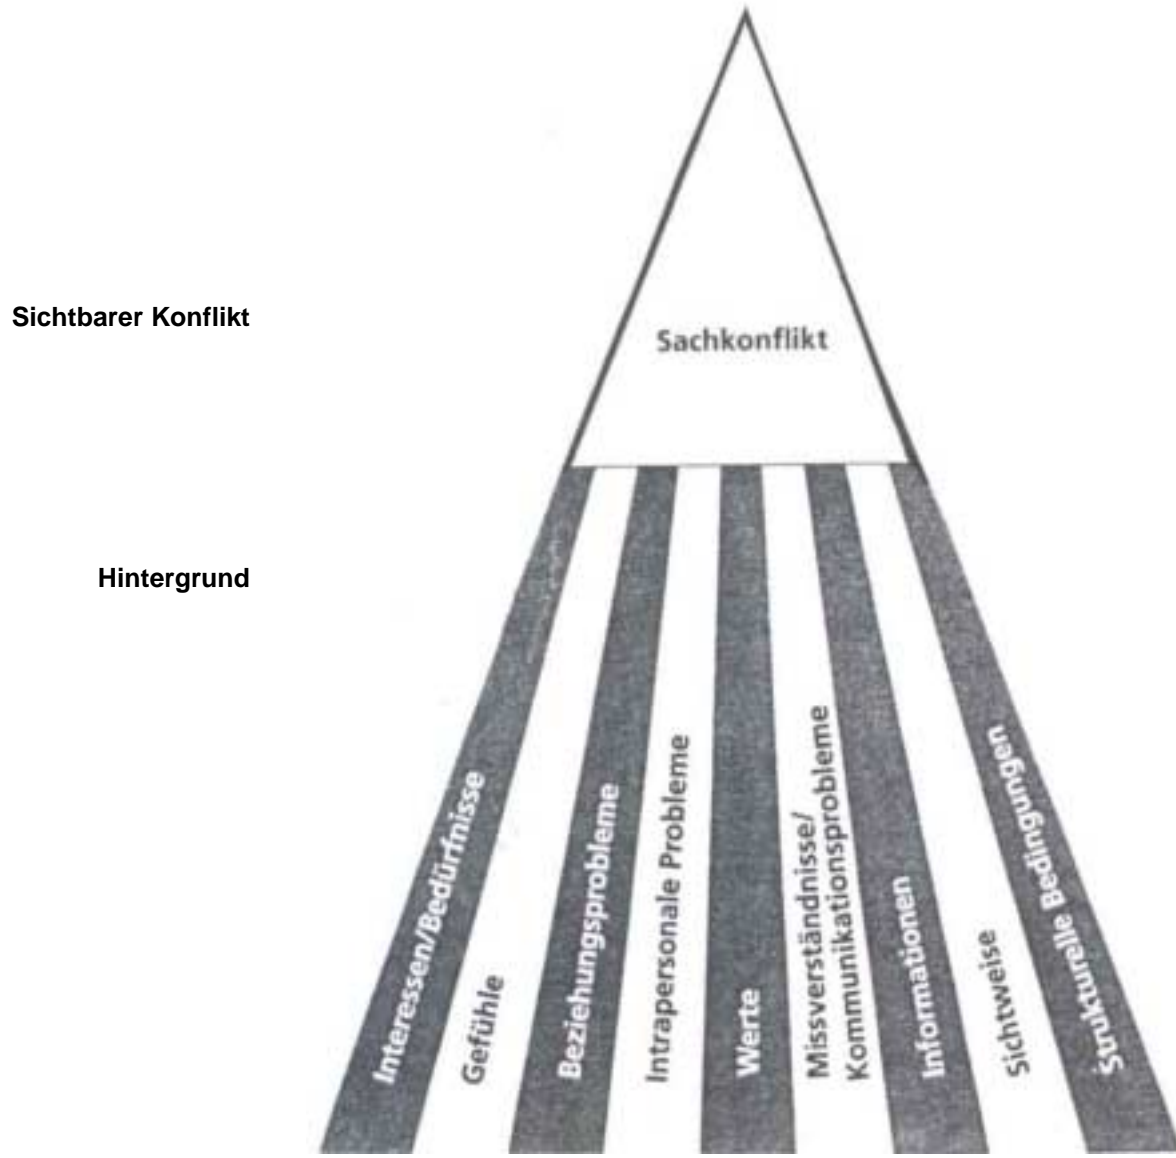 Sichtbarer Konflikt
Sachkonflikt
Hintergrund
Interessen/Bedürfnisse
Gefühle
Beziehungsprobleme
Intrapersonale Probleme
Werte
Missverständnisse/
Kommunikationsprobleme
Informationen
Sichtweise
Strukturelle Bedingungen